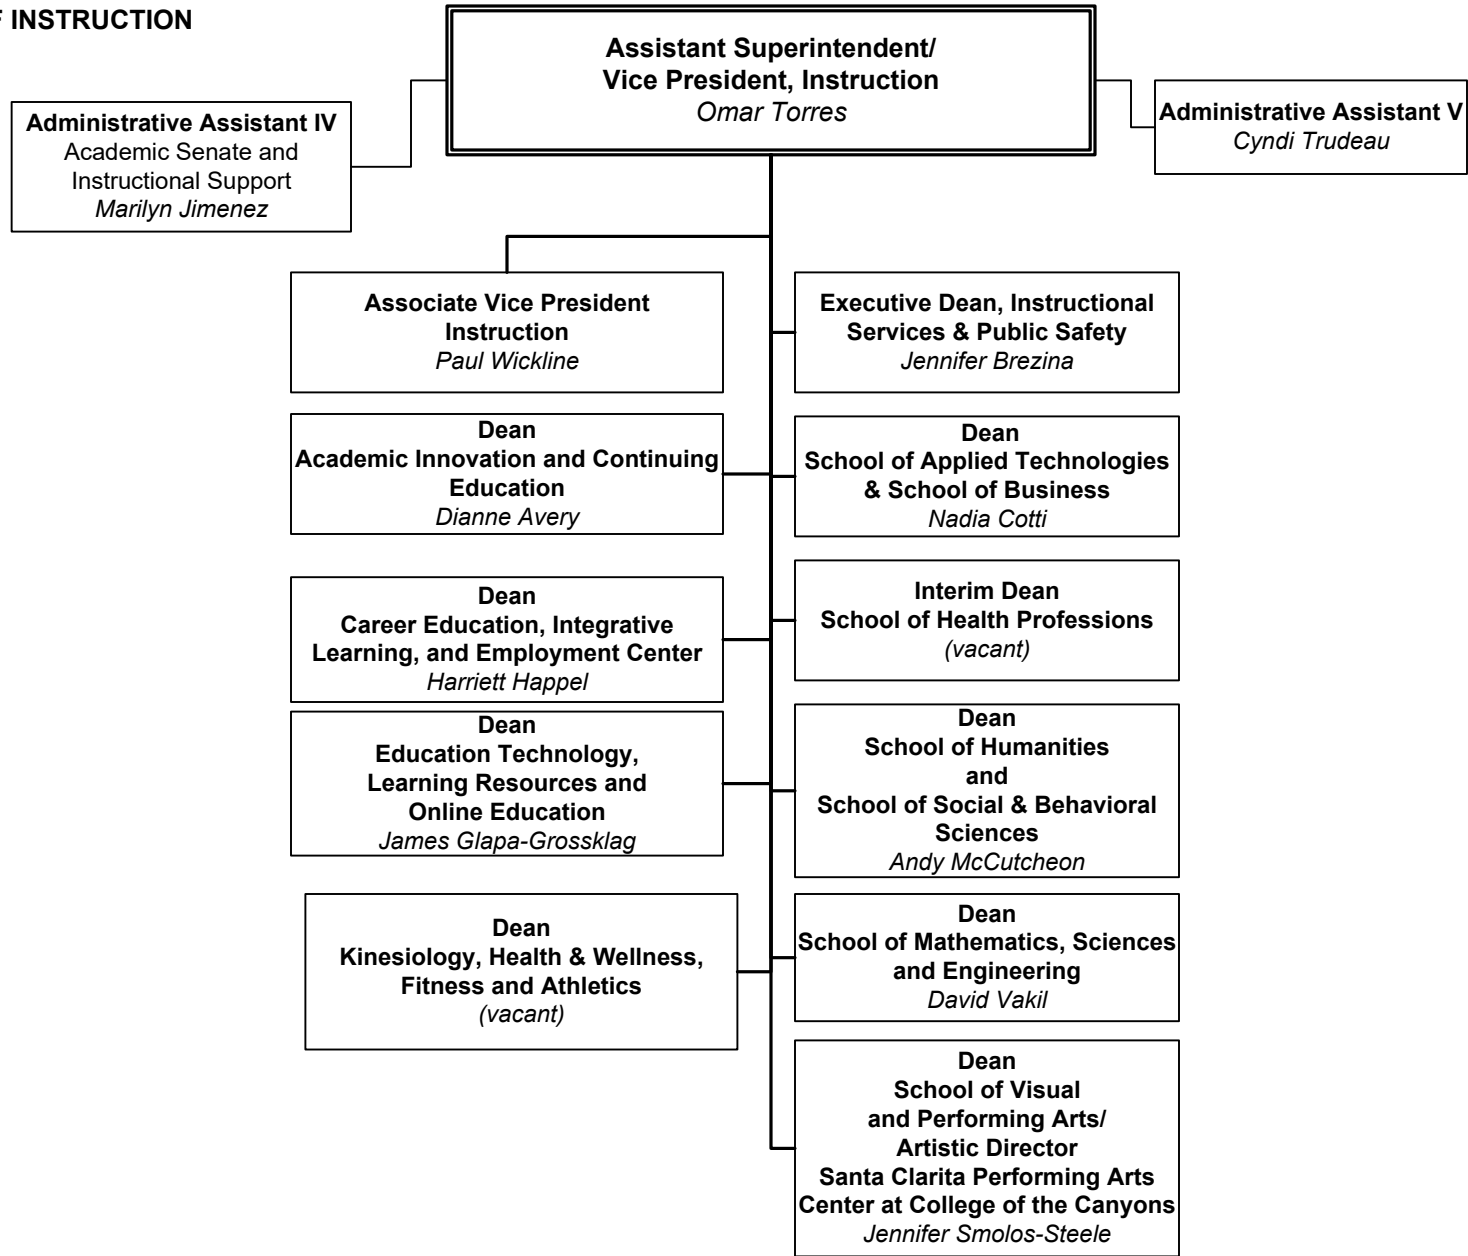 INSTRUCTION
Assistant Superintendent/
Vice President, Instruction
Omar Torres
Administrative Assistant IV
Academic Senate and
Instructional Support
Marilyn Jimenez
Administrative Assistant V
Cyndi Trudeau
Associate Vice President
Instruction
Paul Wickline
Executive Dean, Instructional
Services & Public Safety
Jennifer Brezina
Dean
Academic Innovation and Continuing
Education
Dianne Avery
Dean
School of Applied Technologies
& School of Business
Nadia Cotti
Dean
Career Education, Integrative
Learning, and Employment Center
Harriett Happel
Interim Dean
School of Health Professions
(vacant)
Dean
Education Technology,
Learning Resources and
Online Education
James Glapa-Grossklag
Dean
School of Humanities
and
School of Social & Behavioral
Sciences
Andy McCutcheon
Dean
Kinesiology, Health & Wellness,
Fitness and Athletics
(vacant)
Dean
School of Mathematics, Sciences
and Engineering
David Vakil
Dean
School of Visual
and Performing Arts/
Artistic Director
Santa Clarita Performing Arts
Center at College of the Canyons
Jennifer Smolos-Steele